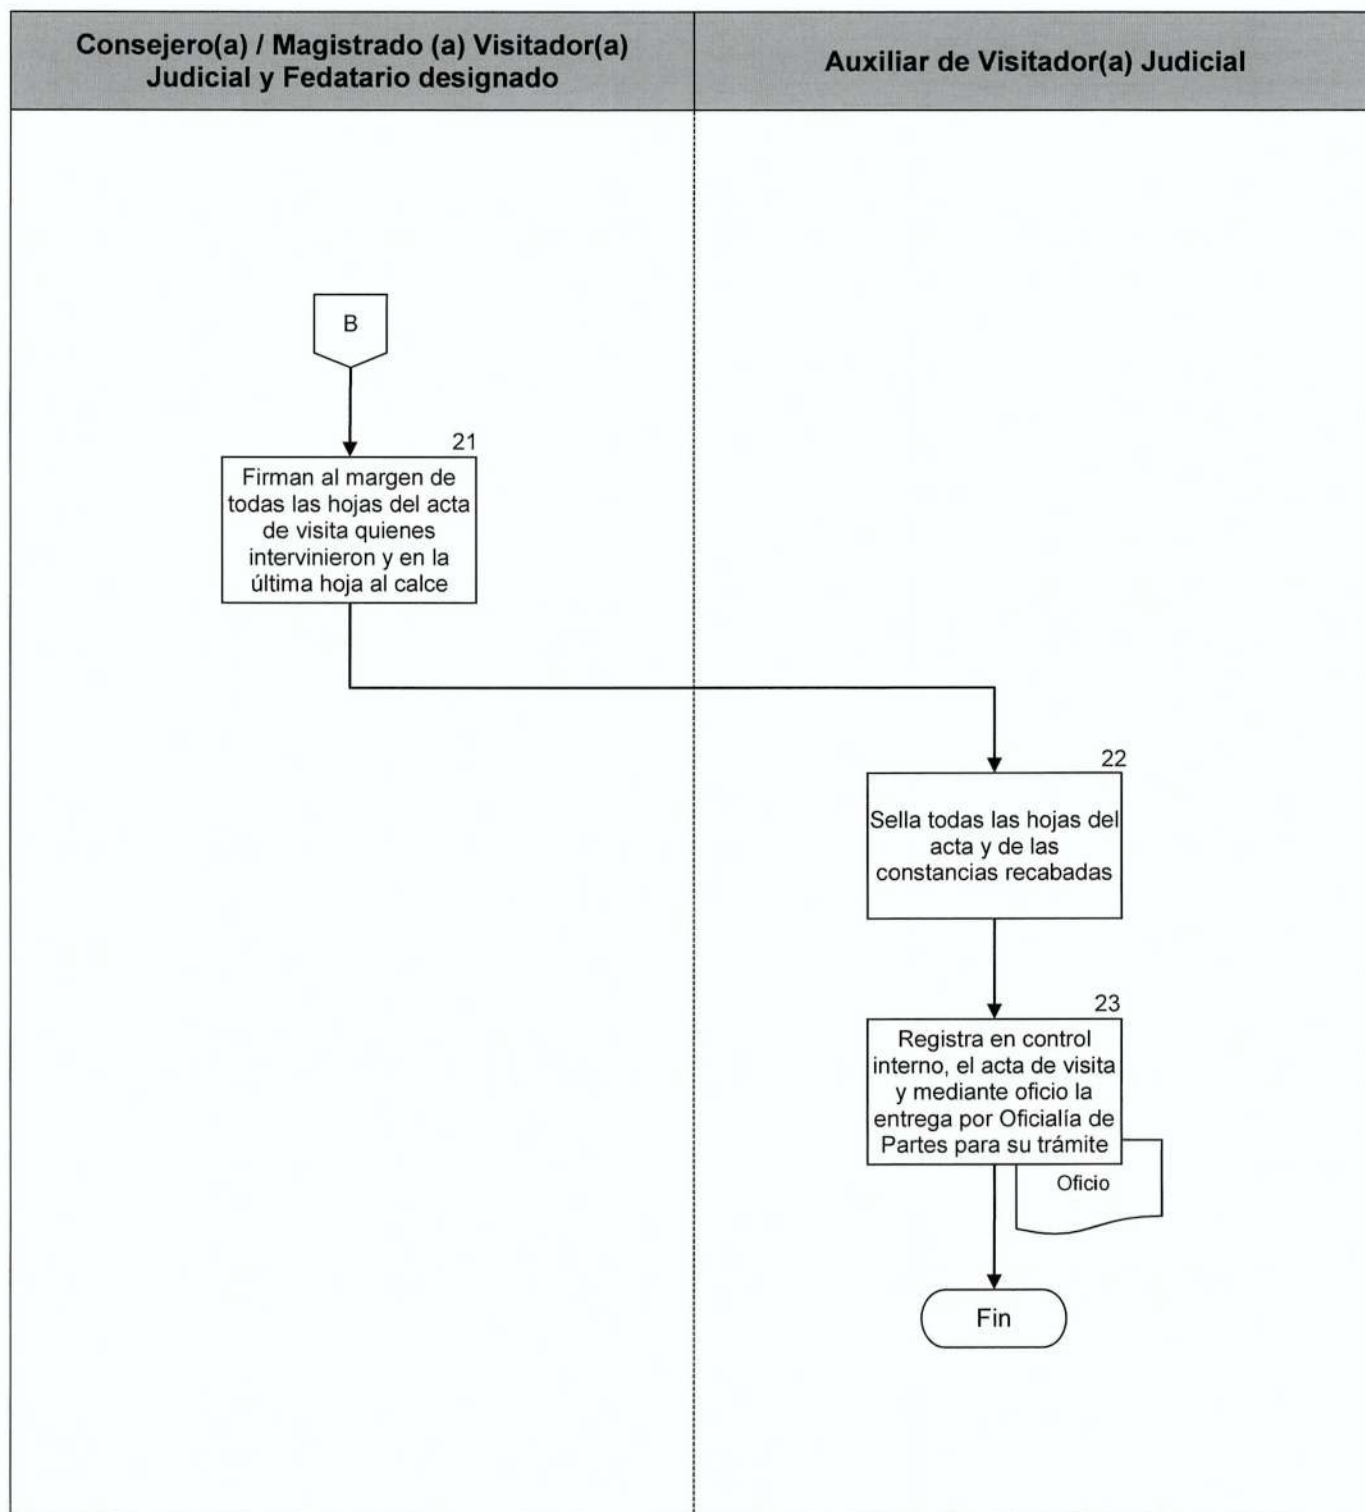 Consejero(a) / Magistrado (a) Visitador(a)
Judicial y Fedatario designado
Auxiliar de Visitador(a) Judicial
B
21
Firman al margen de
todas las hojas del acta
de visita quienes
intervinieron y en la
última hoja al calce
22
Sella todas las hojas del
acta y de las
constancias recabadas
23
Registra en control
interno, el acta de visita
y mediante oficio la
entrega por Oficialía de
Partes para su trámite
Oficio
Fin